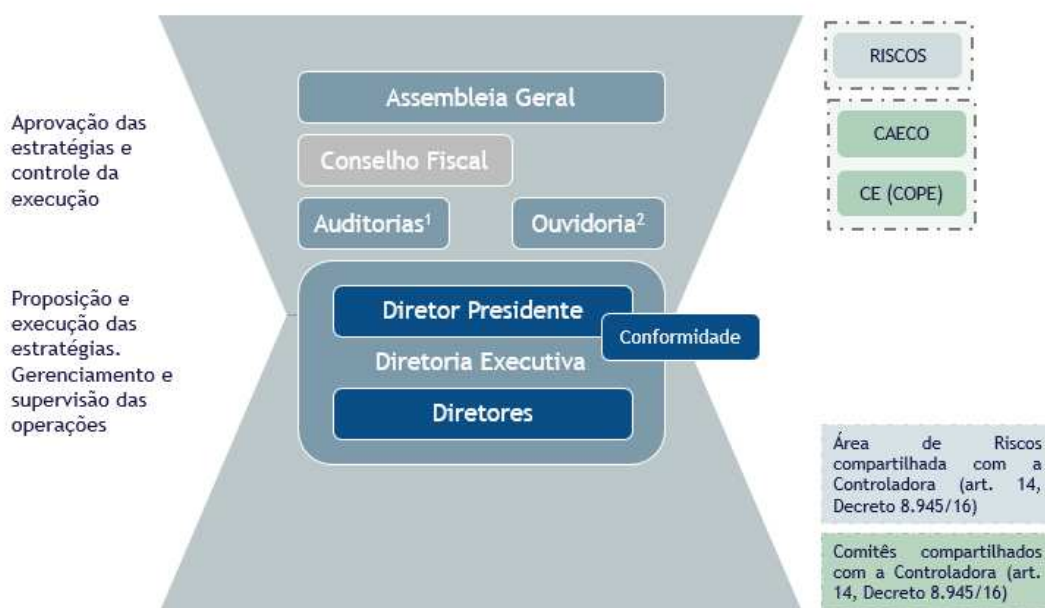 Aprovação das
estratégias e
controle da
execução
Assembleia Geral
Conselho Fiscal
Auditorias¹
Ouvidoria²
RISCOS
CAECO
CE (COPE)
Proposição e
execução das
estratégias.
Gerenciamento e
supervisão das
operações
Diretor Presidente
Conformidade
Diretoria Executiva
Diretores
Área de Riscos
compartilhada com a
Controladora (art. 14,
Decreto 8.945/16)
Comitês compartilhados
com a Controladora (art.
14, Decreto 8.945/16)